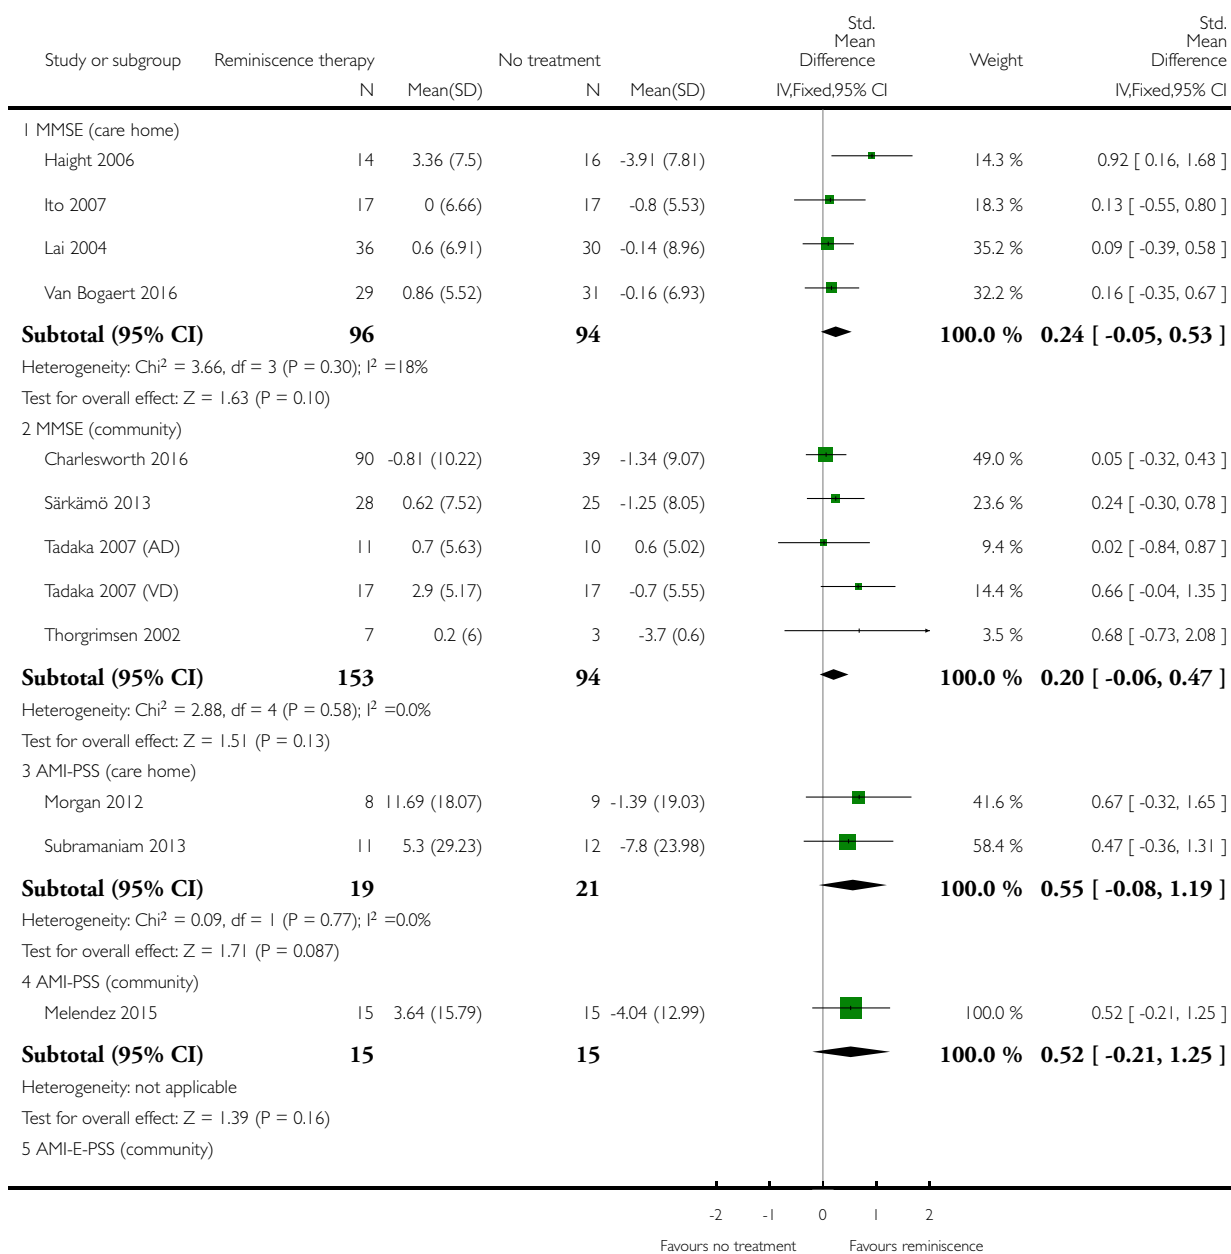 Std.
Mean
Difference
Std.
Mean
Difference
Study or subgroup Reminiscence therapy No treatment Weight
N Mean(SD) N Mean(SD) IV,Fixed,95% CI IV,Fixed,95% CI
1 MMSE (care home)
Haight 2006 14 3.36 (7.5) 16 -3.91 (7.81) 14.3 % 0.92 [ 0.16, 1.68 ]
Ito 2007 17 0 (6.66) 17 -0.8 (5.53) 18.3 % 0.13 [ -0.55, 0.80 ]
Lai 2004 36 0.6 (6.91) 30 -0.14 (8.96) 35.2 % 0.09 [ -0.39, 0.58 ]
Van Bogaert 2016 29 0.86 (5.52) 31 -0.16 (6.93) 32.2 % 0.16 [ -0.35, 0.67 ]
Subtotal (95% CI) 96 94 100.0 % 0.24 [ -0.05, 0.53 ]
Heterogeneity: Chi² = 3.66, df = 3 (P = 0.30); I² =18%
Test for overall effect: Z = 1.63 (P = 0.10)
2 MMSE (community)
Charlesworth 2016 90 -0.81 (10.22) 39 -1.34 (9.07) 49.0 % 0.05 [ -0.32, 0.43 ]
Särkämö 2013 28 0.62 (7.52) 25 -1.25 (8.05) 23.6 % 0.24 [ -0.30, 0.78 ]
Tadaka 2007 (AD) 11 0.7 (5.63) 10 0.6 (5.02) 9.4 % 0.02 [ -0.84, 0.87 ]
Tadaka 2007 (VD) 17 2.9 (5.17) 17 -0.7 (5.55) 14.4 % 0.66 [ -0.04, 1.35 ]
Thorgrimsen 2002 7 0.2 (6) 3 -3.7 (0.6) 3.5 % 0.68 [ -0.73, 2.08 ]
Subtotal (95% CI) 153 94 100.0 % 0.20 [ -0.06, 0.47 ]
Heterogeneity: Chi² = 2.88, df = 4 (P = 0.58); I² =0.0%
Test for overall effect: Z = 1.51 (P = 0.13)
3 AMI-PSS (care home)
Morgan 2012 8 11.69 (18.07) 9 -1.39 (19.03) 41.6 % 0.67 [ -0.32, 1.65 ]
Subramaniam 2013 11 5.3 (29.23) 12 -7.8 (23.98) 58.4 % 0.47 [ -0.36, 1.31 ]
Subtotal (95% CI) 19 21 100.0 % 0.55 [ -0.08, 1.19 ]
Heterogeneity: Chi² = 0.09, df = 1 (P = 0.77); I² =0.0%
Test for overall effect: Z = 1.71 (P = 0.087)
4 AMI-PSS (community)
Melendez 2015 15 3.64 (15.79) 15 -4.04 (12.99) 100.0 % 0.52 [ -0.21, 1.25 ]
Subtotal (95% CI) 15 15 100.0 % 0.52 [ -0.21, 1.25 ]
Heterogeneity: not applicable
Test for overall effect: Z = 1.39 (P = 0.16)
5 AMI-E-PSS (community)
-2 -1 0 1 2
Favours no treatment Favours reminiscence